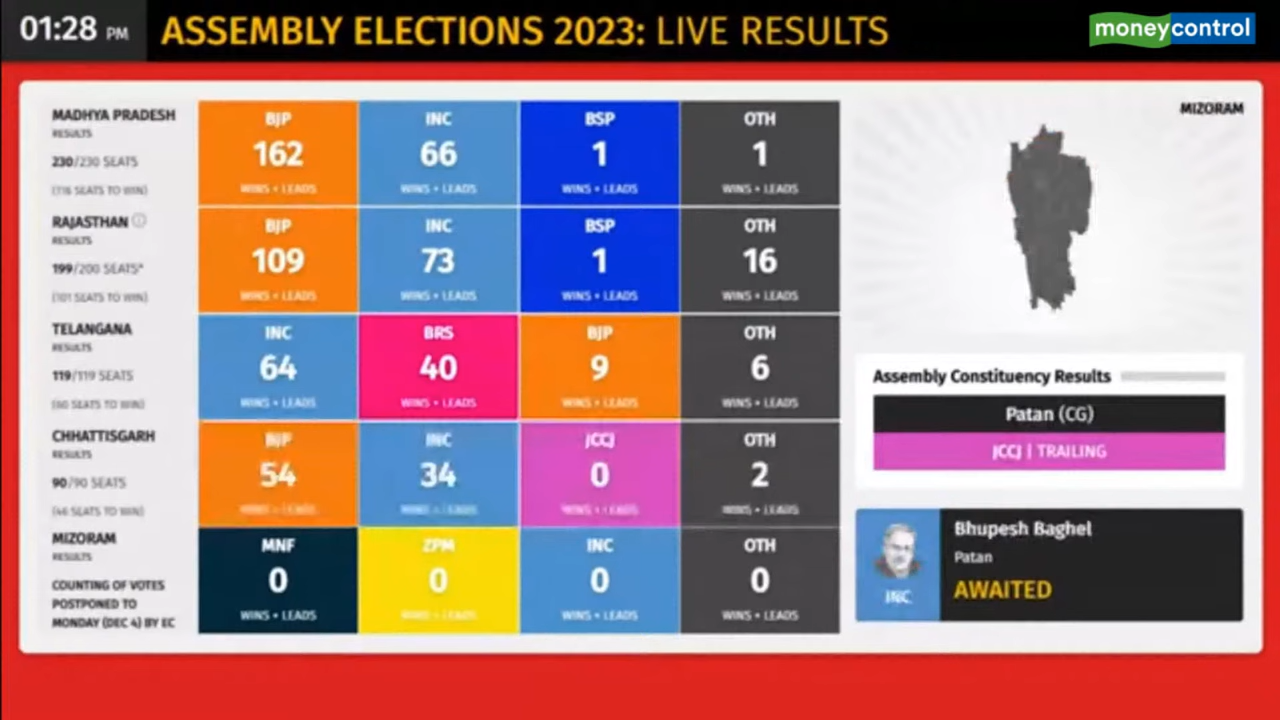 01:28 PM
ASSEMBLY ELECTIONS 2023: LIVE RESULTS
moneycontrol
MADHYA PRADESH
RESULTS
230/230 SEATS
(116 SEATS TO WIN)
BJP
162
WINS + LEADS
INC
66
WINS + LEADS
BSP
1
WINS + LEADS
OTH
1
WINS + LEADS
RAJASTHAN
RESULTS
199/200 SEATS*
(101 SEATS TO WIN)
BJP
109
WINS + LEADS
INC
73
WINS + LEADS
BSP
1
WINS + LEADS
OTH
16
WINS + LEADS
TELANGANA
RESULTS
119/119 SEATS
(60 SEATS TO WIN)
INC
64
WINS + LEADS
BRS
40
WINS + LEADS
BJP
9
WINS + LEADS
OTH
6
WINS + LEADS
CHHATTISGARH
RESULTS
90/90 SEATS
(46 SEATS TO WIN)
BJP
54
WINS + LEADS
INC
34
WINS + LEADS
JCCJ
0
WINS + LEADS
OTH
2
WINS + LEADS
MIZORAM
RESULTS
COUNTING OF VOTES
POSTPONED TO
MONDAY (DEC 4) BY EC
MNF
0
WINS + LEADS
ZPM
0
WINS + LEADS
INC
0
WINS + LEADS
OTH
0
WINS + LEADS
MIZORAM
Assembly Constituency Results
Patan (CG)
JCCJ | TRAILING
INC
Bhupesh Baghel
Patan
AWAITED